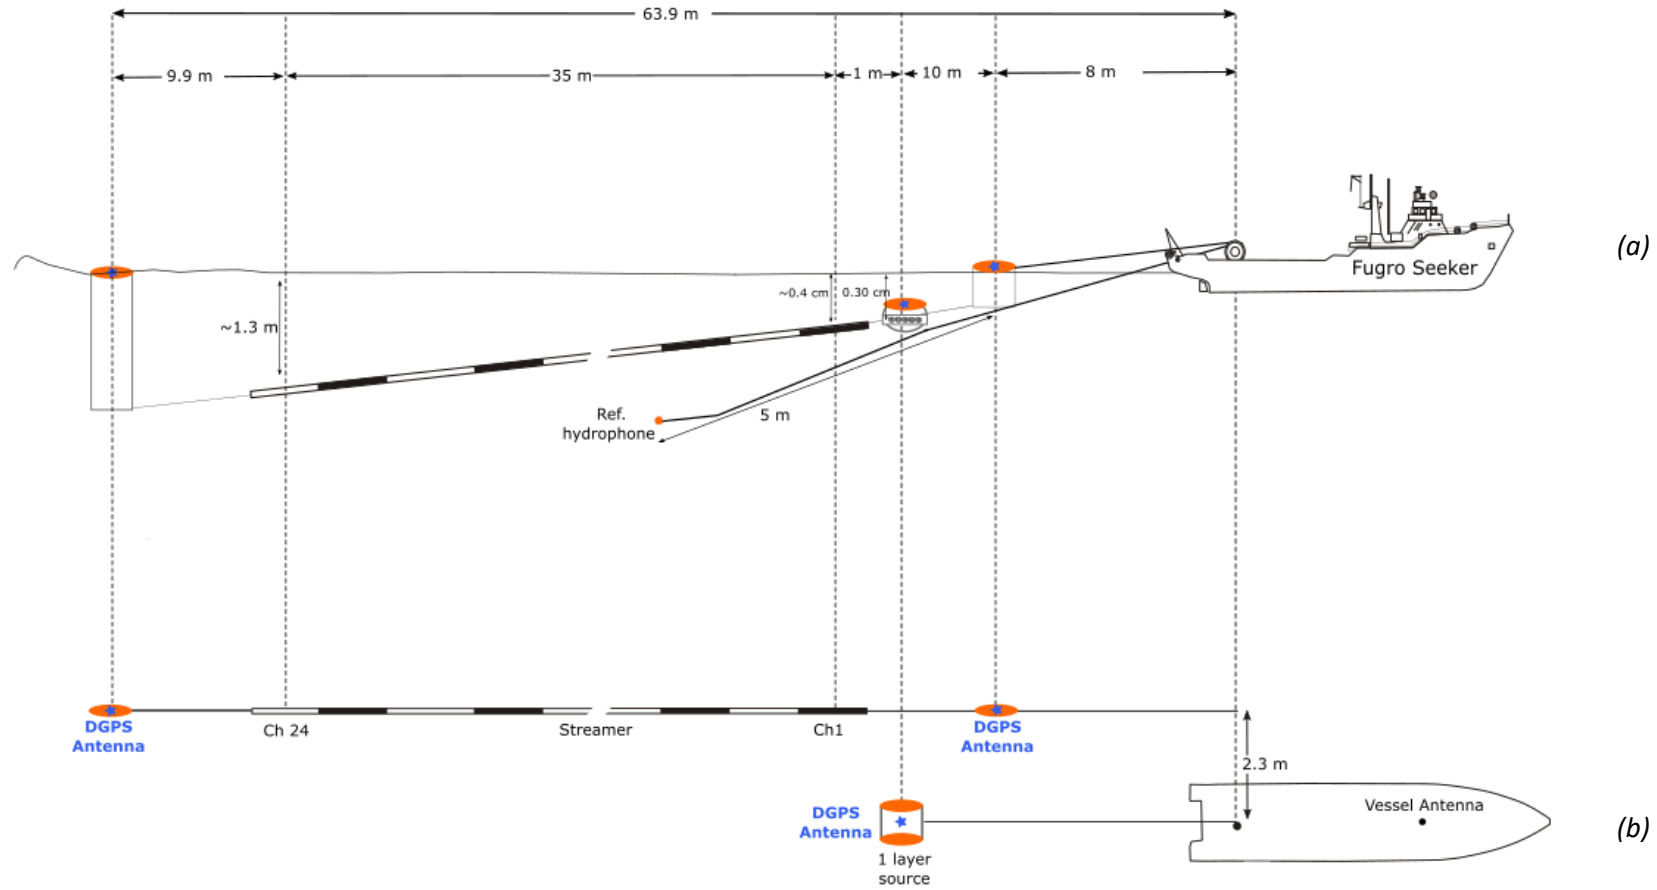 63.9 m
9.9 m
35 m
1 m
10 m
8 m
(a)
Fugro Seeker
~0.4 cm
0.30 cm
~1.3 m
Ref.
hydrophone
5 m
DGPS
Antenna
Ch 24
Streamer
Ch1
DGPS
Antenna
2.3 m
Vessel Antenna
DGPS
Antenna
(b)
1 layer
source